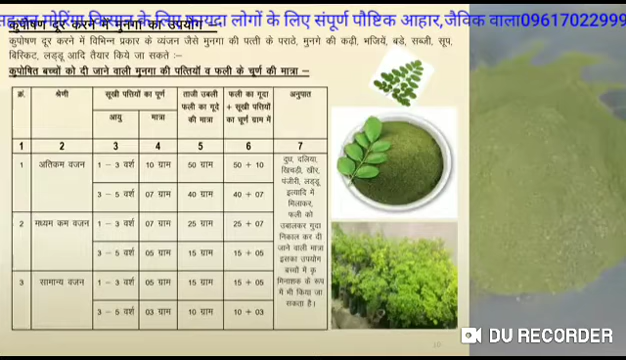 सहजन मोरिंगा किसान के लिए फायदा लोगों के लिए संपूर्ण पौष्टिक आहार,जैविक वाला09617022999
कुपोषण दूर करने में मुनगा का उपयोग –
कुपोषण दूर करने में विभिन्न प्रकार के व्यंजन जैसे मुनगा की पत्ती के पराठे, मुनगे की कढ़ी, भजियें, बडे, सब्जी, सूप,
बिस्किट, लड्डू आदि तैयार किये जा सकते :–
कुपोषित बच्चों को दी जाने वाली मुनगा की पत्तियों व फली के चूर्ण की मात्रा –
क्रं. श्रेणी सूखी पत्तियों का चूर्ण ताजी उबली फली का गूदे की मात्रा फली का गूदा + सूखी पत्तियों का चूर्ण ग्राम में अनुपात
आयु मात्रा
1 2 3 4 5 6 7
1 अतिकम वजन 1 – 3 वर्श 10 ग्राम 50 ग्राम 50 + 10
3 – 5 वर्श 07 ग्राम 40 ग्राम 40 + 07
2 मध्यम कम वजन 1 – 3 वर्श 07 ग्राम 25 ग्राम 25 + 07
3 – 5 वर्श 05 ग्राम 15 ग्राम 15 + 05
3 सामान्य वजन 1 – 3 वर्श 05 ग्राम 15 ग्राम 15 + 05
3 – 5 वर्श 03 ग्राम 10 ग्राम 10 + 03
दुध, दलिया,
खिचड़ी, खीर,
पंजीरी, लड्डू
इत्यादि में
मिलाकर,
फली को
उबालकर गूदा
निकाल कर दी
जाने वाली मात्रा
इसका उपयोग
बच्चों में कृ
मिनाशक के रूप
में भी किया जा
सकता है।
DU RECORDER